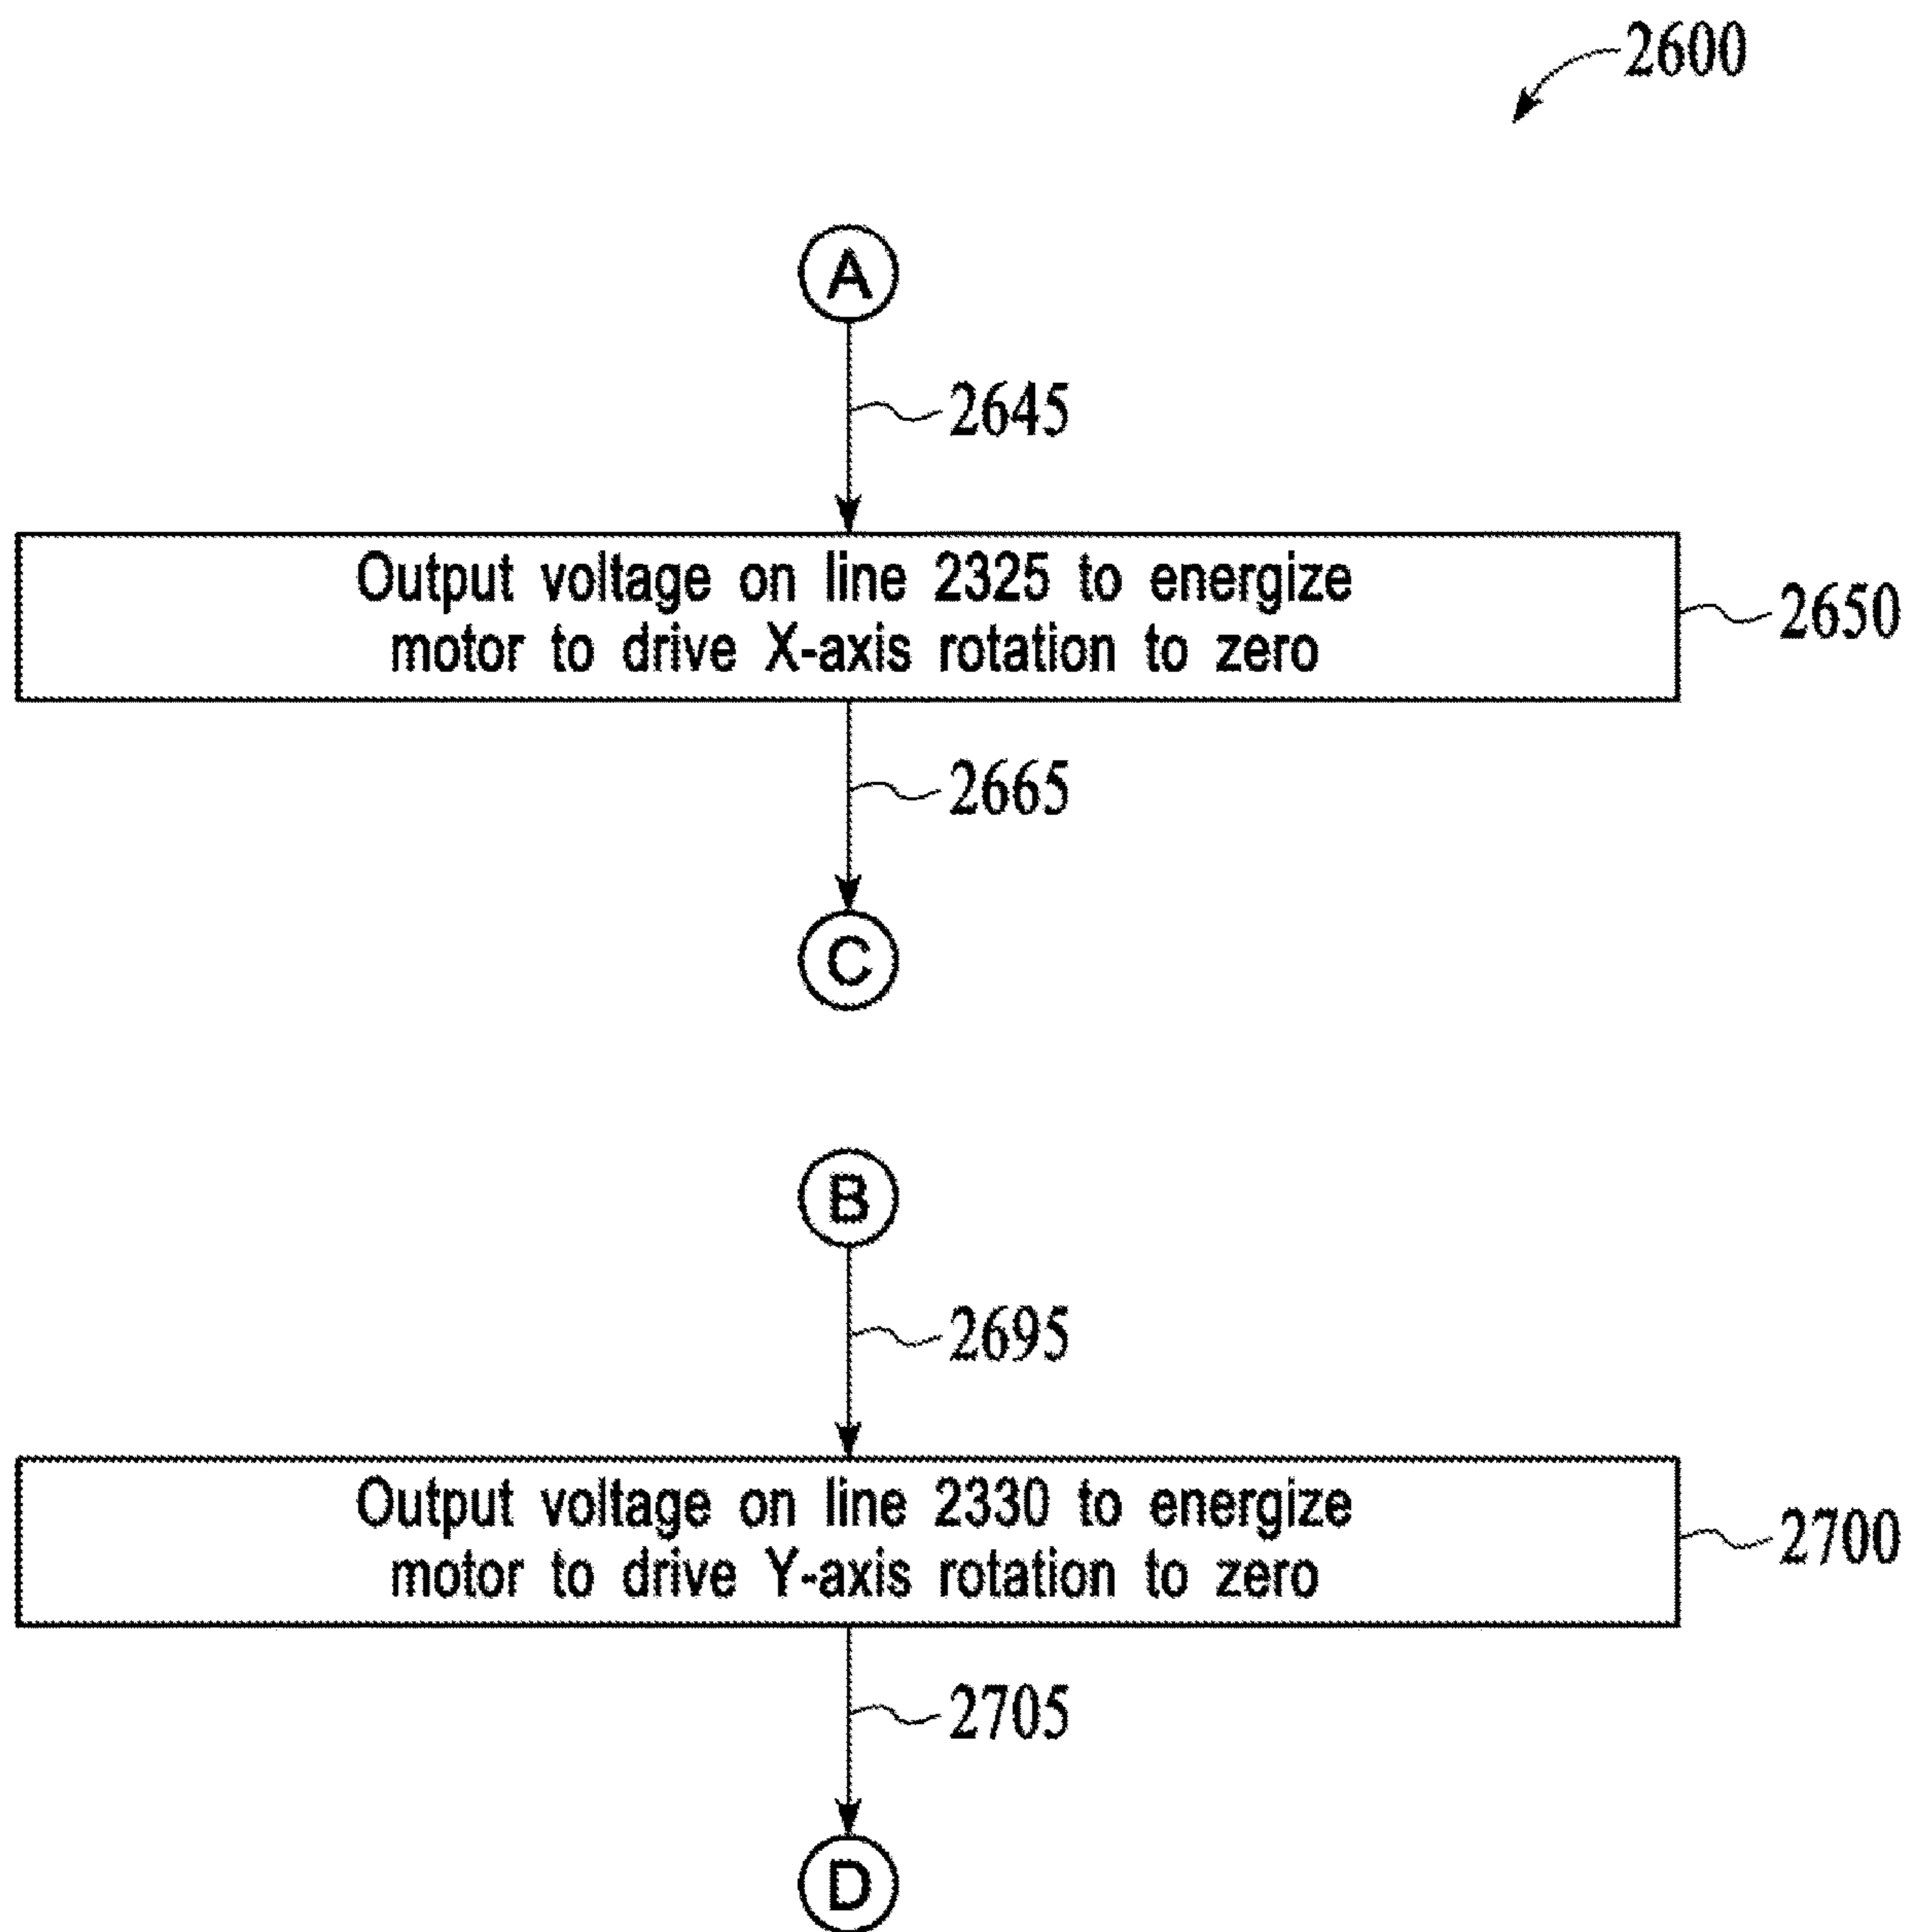 2600
A
2645
Output voltage on line 2325 to energize
motor to drive X-axis rotation to zero
2650
2665
C
B
2695
Output voltage on line 2330 to energize
motor to drive Y-axis rotation to zero
2700
2705
D